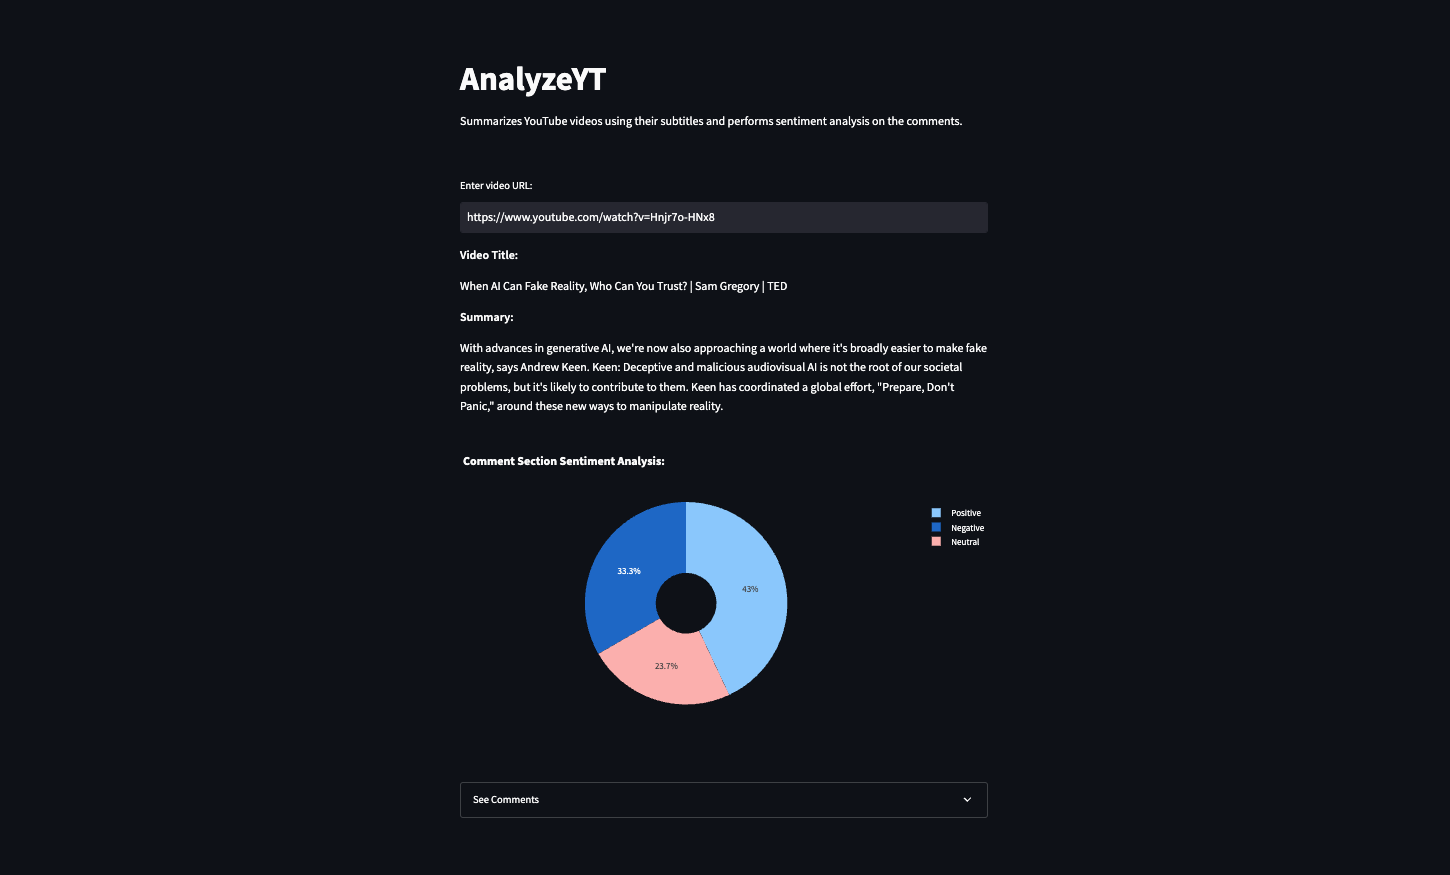 AnalyzeYT
Summarizes YouTube videos using their subtitles and performs sentiment analysis on the comments.
Enter video URL:
https://www.youtube.com/watch?v=Hnjr7o-HNx8
Video Title:
When AI Can Fake Reality, Who Can You Trust? | Sam Gregory | TED
Summary:
With advances in generative AI, we're now also approaching a world where it's broadly easier to make fake
reality, says Andrew Keen. Keen: Deceptive and malicious audiovisual AI is not the root of our societal
problems, but it's likely to contribute to them. Keen has coordinated a global effort, "Prepare, Don't
Panic," around these new ways to manipulate reality.
Comment Section Sentiment Analysis:
Positive
Negative
Neutral
33.3%
43%
23.7%
See Comments